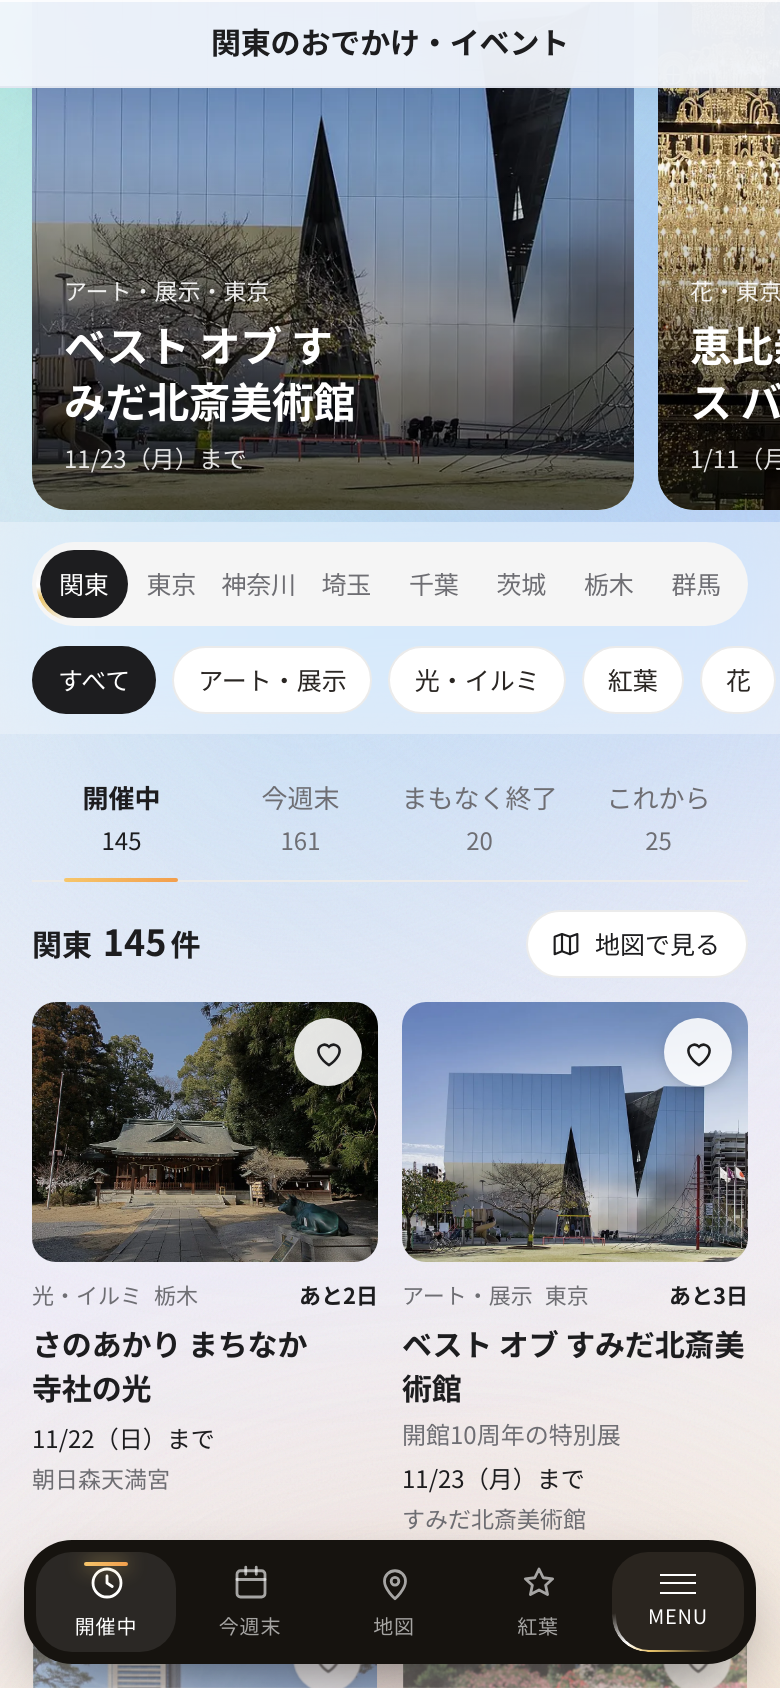 関東のおでかけ・イベント
アート・展示・東京
ベスト オブ す
みだ北斎美術館
11/23（月）まで
花・東京
恵比
ス バ
1/11（月
関東 東京 神奈川 埼玉 千葉 茨城 栃木 群馬
すべて アート・展示 光・イルミ 紅葉 花
開催中 今週末 まもなく終了 これから
145 161 20 25
関東 145件
地図で見る
光・イルミ 栃木 あと2日
さのあかり まちなか
寺社の光
11/22（日）まで
朝日森天満宮
アート・展示 東京 あと3日
ベスト オブ すみだ北斎美
術館
開館10周年の特別展
11/23（月）まで
すみだ北斎美術館
開催中 今週末 地図 紅葉 MENU